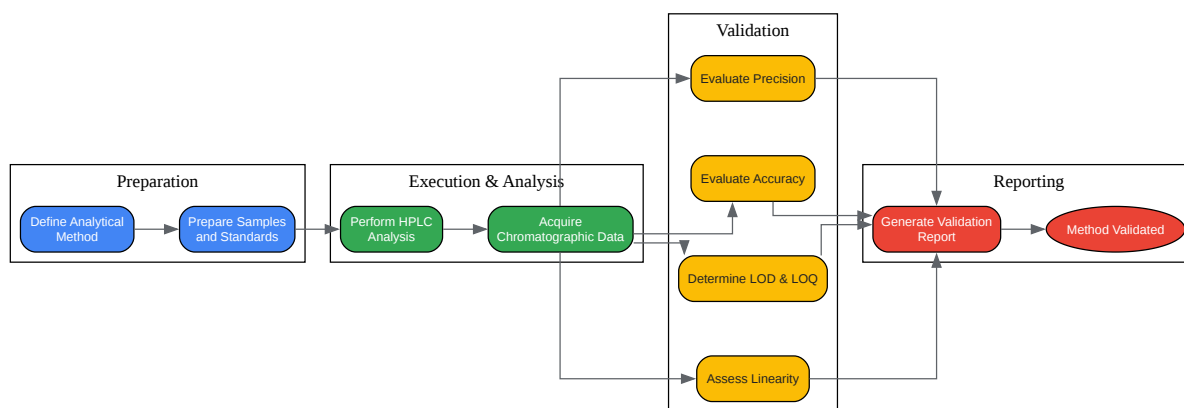 Preparation
Define Analytical
Method
Prepare Samples
and Standards
Execution & Analysis
Perform HPLC
Analysis
Acquire
Chromatographic Data
Validation
Evaluate Precision
Evaluate Accuracy
Determine LOD & LOQ
Assess Linearity
Reporting
Generate Validation
Report
Method Validated